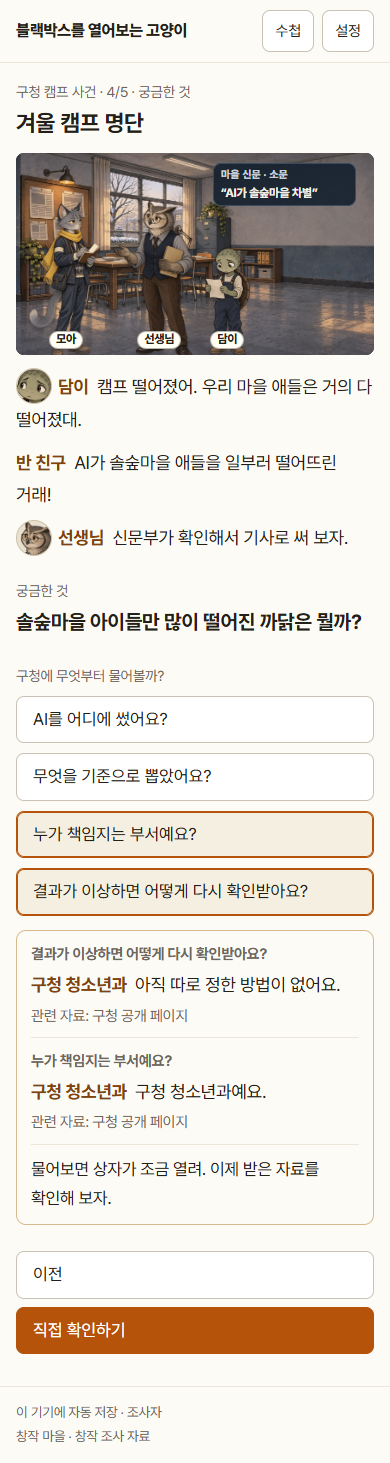 블랙박스를 열어보는 고양이
수첩
설정
구청 캠프 사건 · 4/5 · 궁금한 것
겨울 캠프 명단
마을 신문 · 소문
“AI가 솔숲마을 차별”
모아
선생님
담이
담이 캠프 떨어졌어. 우리 마을 애들은 거의 다
떨어졌대.
반 친구 AI가 솔숲마을 애들을 일부러 떨어뜨린
거래!
선생님 신문부가 확인해서 기사로 써 보자.
궁금한 것
솔숲마을 아이들만 많이 떨어진 까닭은 뭘까?
구청에 무엇부터 물어볼까?
AI를 어디에 썼어요?
무엇을 기준으로 뽑았어요?
누가 책임지는 부서예요?
결과가 이상하면 어떻게 다시 확인받아요?
결과가 이상하면 어떻게 다시 확인받아요?
구청 청소년과 아직 따로 정한 방법이 없어요.
관련 자료: 구청 공개 페이지
누가 책임지는 부서예요?
구청 청소년과 구청 청소년과예요.
관련 자료: 구청 공개 페이지
물어보면 상자가 조금 열려. 이제 받은 자료를
확인해 보자.
이전
직접 확인하기
이 기기에 자동 저장 · 조사자
창작 마을 · 창작 조사 자료